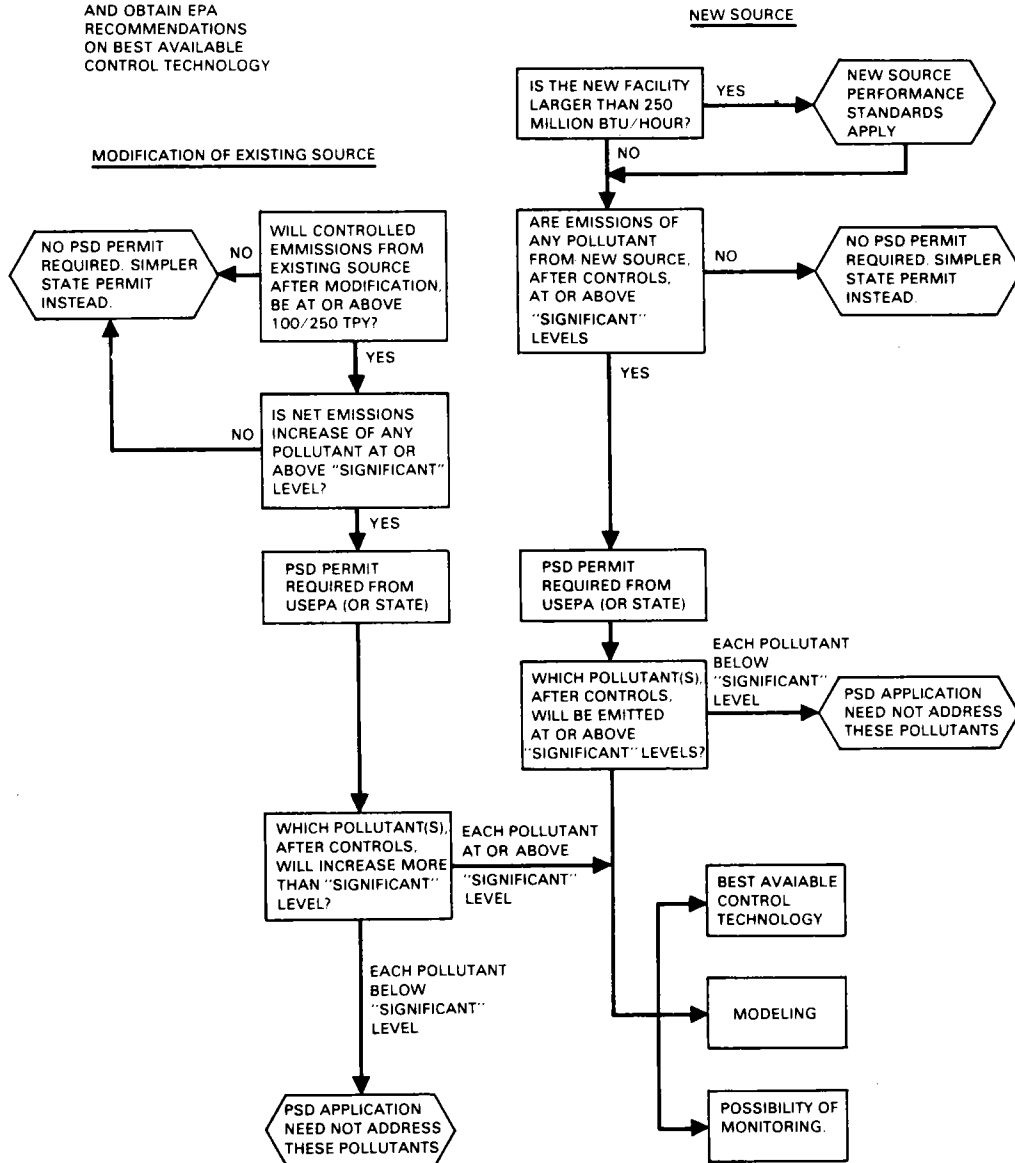 AND OBTAIN EPA
RECOMMENDATIONS
ON BEST AVAILABLE
CONTROL TECHNOLOGY
NEW SOURCE
IS THE NEW FACILITY
LARGER THAN 250
MILLION BTU/HOUR?
YES
NEW SOURCE
PERFORMANCE
STANDARDS
APPLY
NO
MODIFICATION OF EXISTING SOURCE
NO PSD PERMIT
REQUIRED. SIMPLER
STATE PERMIT
INSTEAD.
NO
WILL CONTROLLED
EMMISSIONS FROM
EXISTING SOURCE
AFTER MODIFICATION,
BE AT OR ABOVE
100/250 TPY?
YES
ARE EMISSIONS OF
ANY POLLUTANT
FROM NEW SOURCE,
AFTER CONTROLS,
AT OR ABOVE
"SIGNIFICANT"
LEVELS
NO
NO PSD PERMIT
REQUIRED. SIMPLER
STATE PERMIT
INSTEAD.
YES
NO
IS NET EMISSIONS
INCREASE OF ANY
POLLUTANT AT OR
ABOVE "SIGNIFICANT"
LEVEL?
YES
PSD PERMIT
REQUIRED FROM
USEPA (OR STATE)
PSD PERMIT
REQUIRED FROM
USEPA (OR STATE)
WHICH POLLUTANT(S),
AFTER CONTROLS,
WILL BE EMITTED
AT OR ABOVE
"SIGNIFICANT" LEVELS?
EACH POLLUTANT
BELOW
"SIGNIFICANT"
LEVEL
PSD APPLICATION
NEED NOT ADDRESS
THESE POLLUTANTS
WHICH POLLUTANT(S),
AFTER CONTROLS,
WILL INCREASE MORE
THAN "SIGNIFICANT"
LEVEL?
EACH POLLUTANT
AT OR ABOVE
"SIGNIFICANT"
LEVEL
BEST AVAIABLE
CONTROL
TECHNOLOGY
EACH POLLUTANT
BELOW
"SIGNIFICANT"
LEVEL
MODELING
PSD APPLICATION
NEED NOT ADDRESS
THESE POLLUTANTS
POSSIBILITY OF
MONITORING.